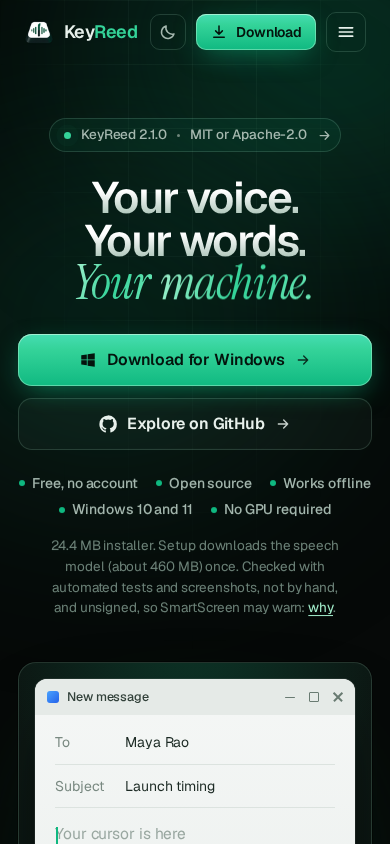 KeyReed
Download
KeyReed 2.1.0 • MIT or Apache-2.0 →
Your voice.
Your words.
Your machine.
Download for Windows →
Explore on GitHub →
• Free, no account • Open source • Works offline
• Windows 10 and 11 • No GPU required
24.4 MB installer. Setup downloads the speech
model (about 460 MB) once. Checked with
automated tests and screenshots, not by hand,
and unsigned, so SmartScreen may warn: why.
New message
To Maya Rao
Subject Launch timing
Your cursor is here